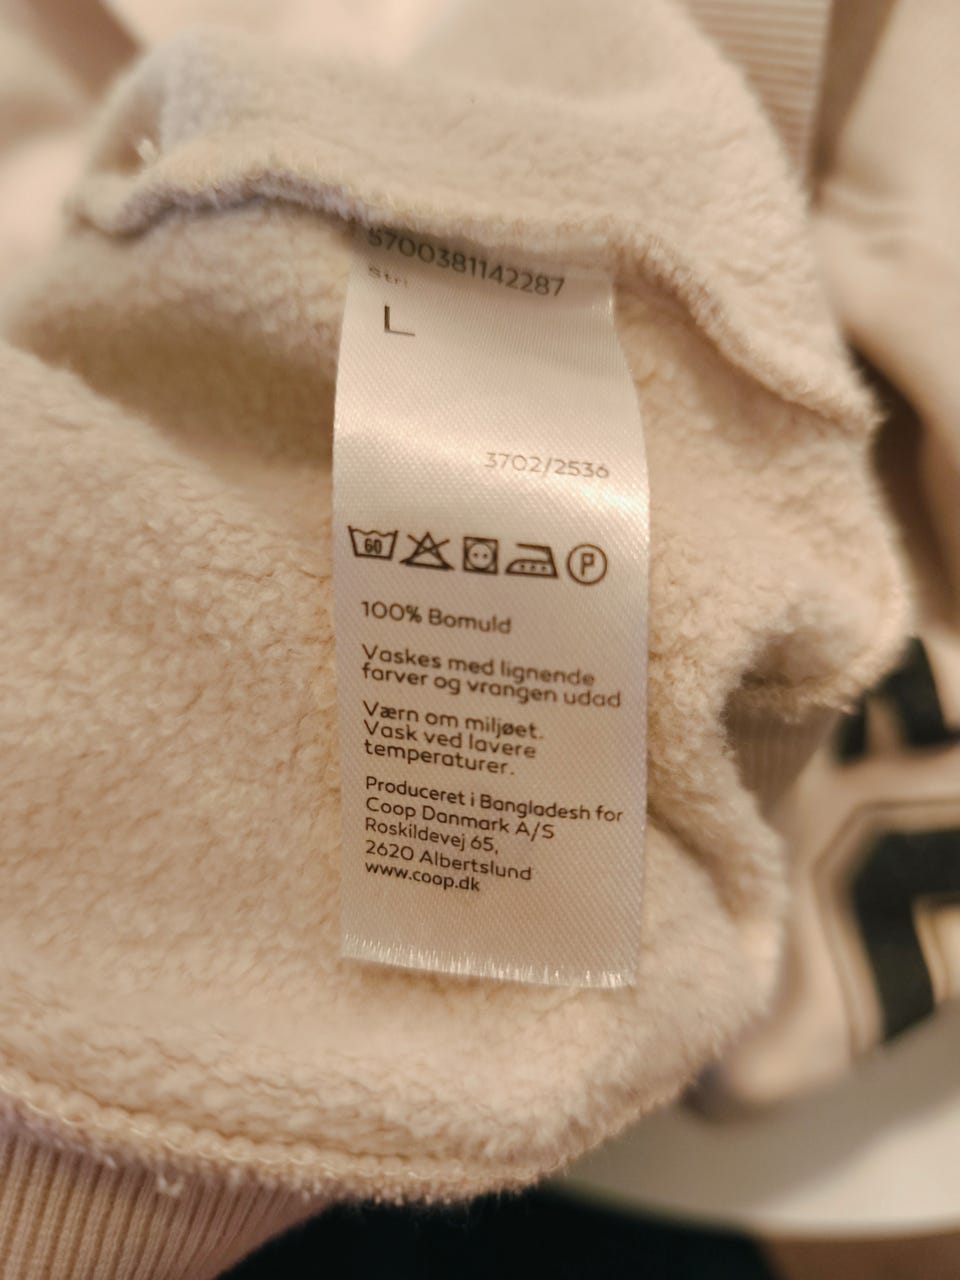 5700381142287
Str:
L
3702/2536
60
P
100% Bomuld
Vaskes med lignende
farver og vrangen udad
Værn om miljøet.
Vask ved lavere
temperaturer.
Produceret i Bangladesh for
Coop Danmark A/S
Roskildevej 65,
2620 Albertslund
www.coop.dk